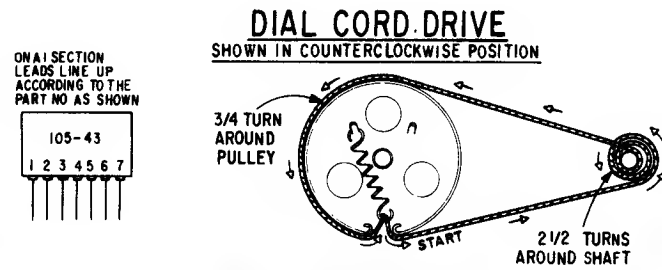 DIAL CORD DRIVE
SHOWN IN COUNTERCLOCKWISE POSITION
ON A1 SECTION
LEADS LINE UP
ACCORDING TO THE
PART NO AS SHOWN
105-43
1 2 3 4 5 6 7
3/4 TURN
AROUND
PULLEY
START
2 1/2 TURNS
AROUND SHAFT